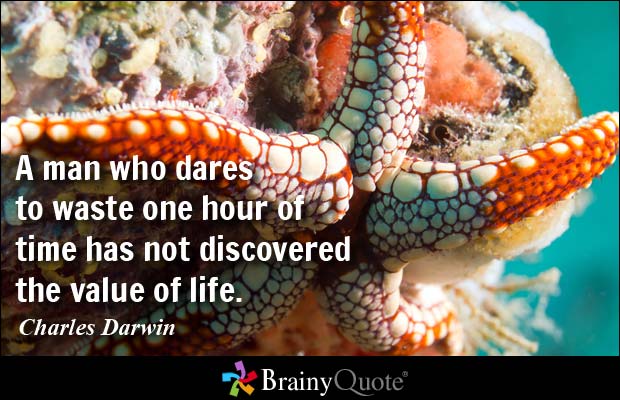 A man who dares
to waste one hour of
time has not discovered
the value of life.
Charles Darwin
BrainyQuote®